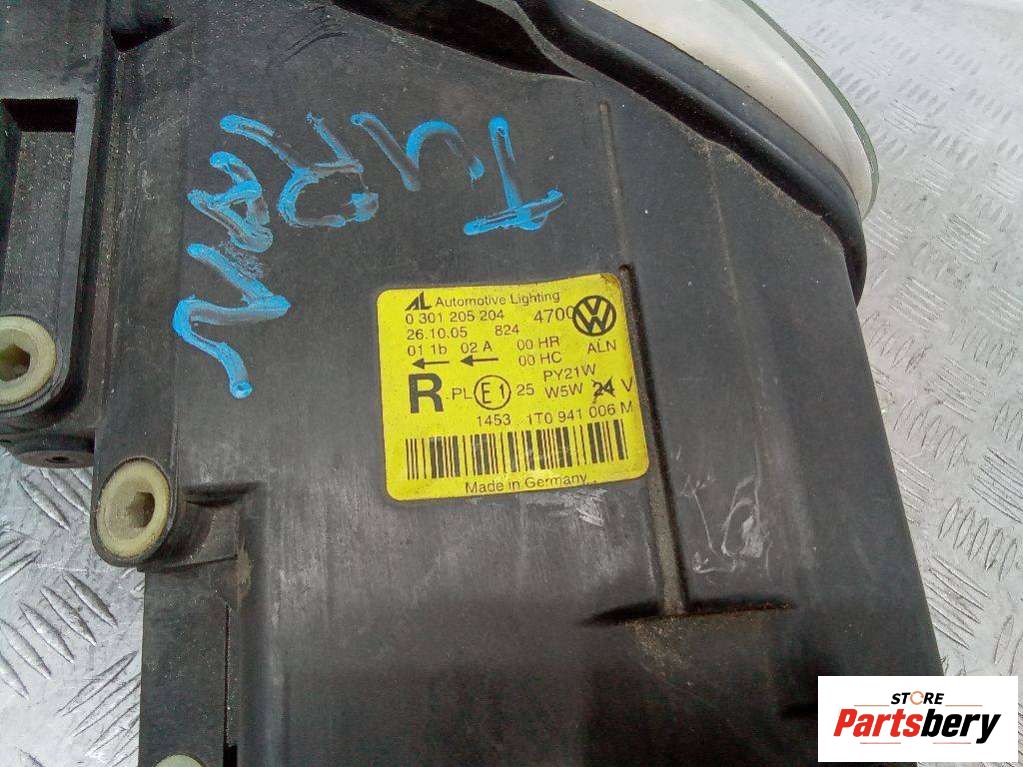 AL Automotive Lighting
0 301 205 204 4700
26.10.05 824
01 1b 02 A 00 HR ALN
00 HC
PY21W
R PL E1 25 W5W 24 V
1453 1T0 941 006 M
Made in Germany
STORE
Partsbery